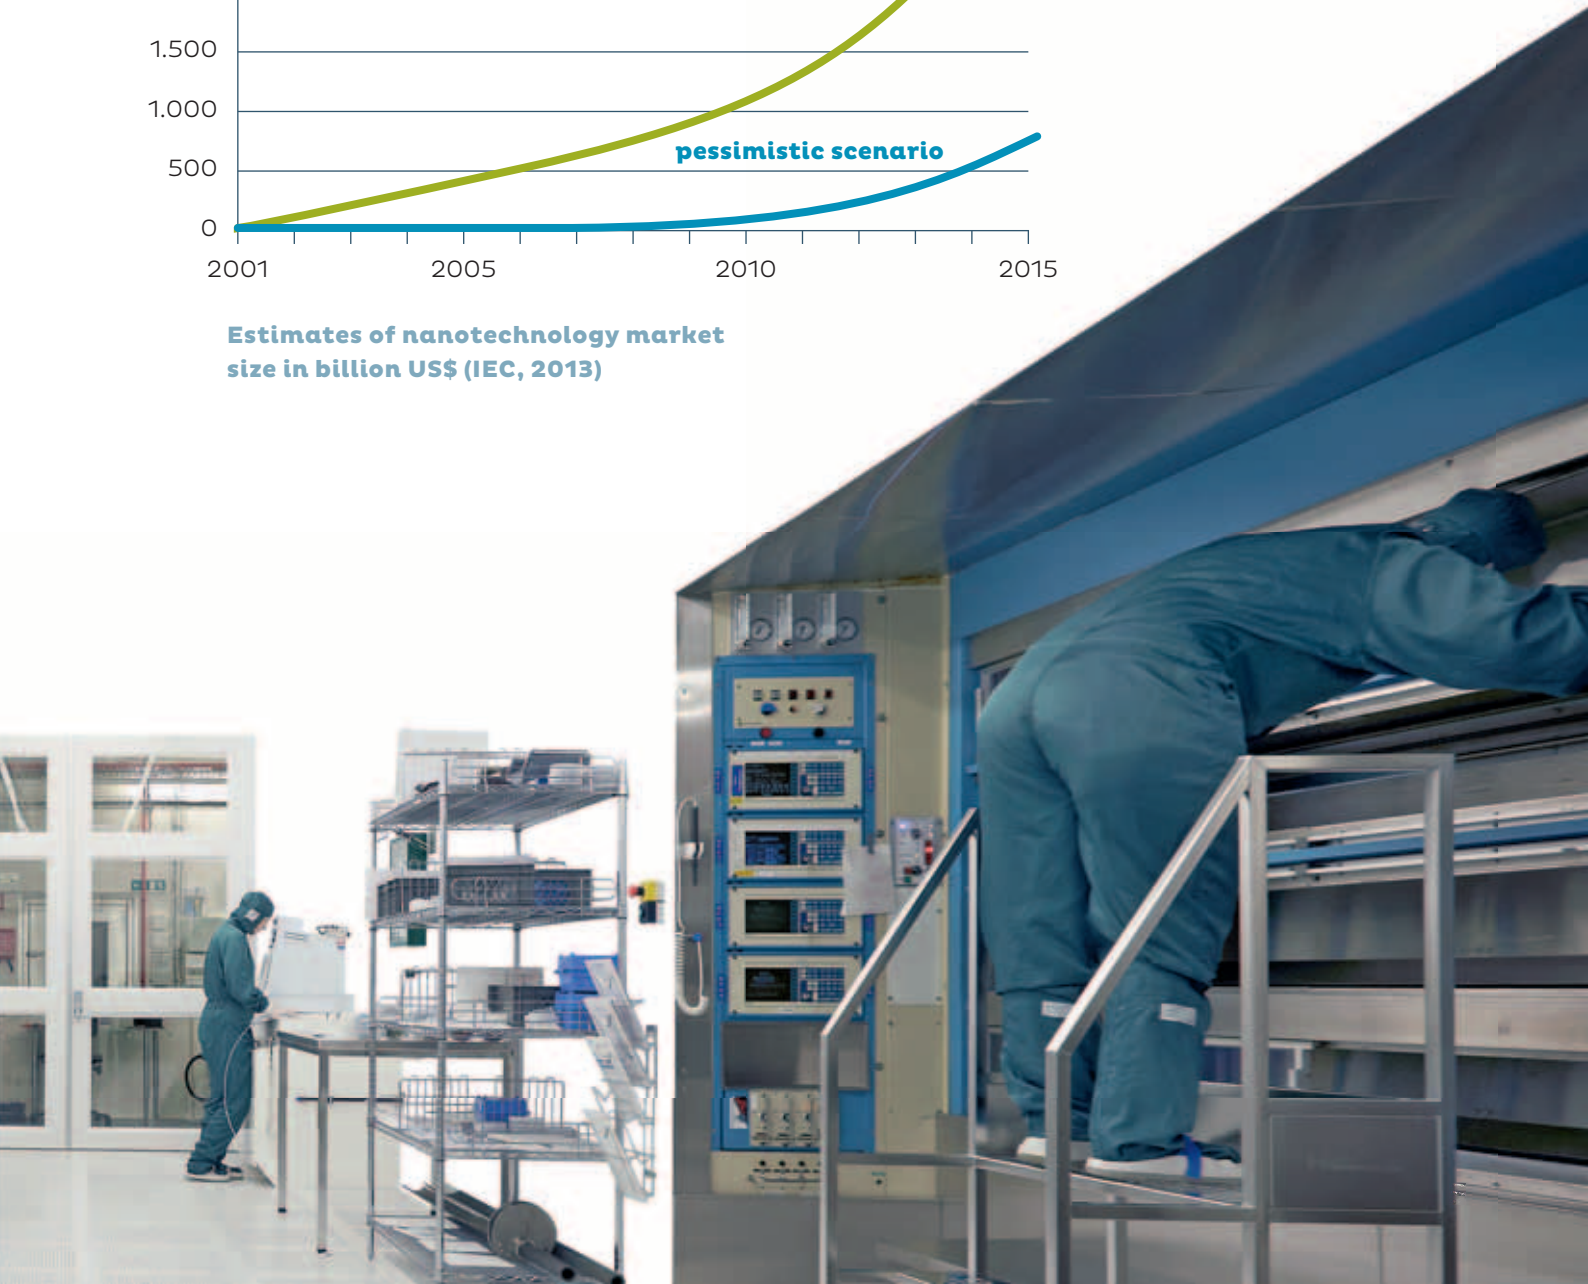 1.500
1.000
pessimistic scenario
500
0
2001 2005 2010 2015
Estimates of nanotechnology market
size in billion US$ (IEC, 2013)